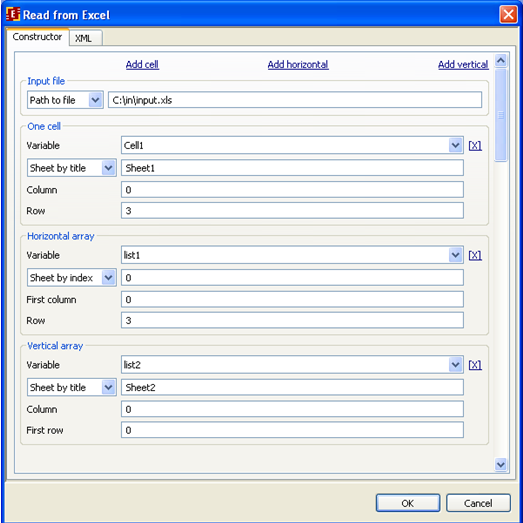 Read from Excel
Constructor XML
Add cell Add horizontal Add vertical
Input file
Path to file C:\in\input.xls
One cell
Variable Cell1 [X]
Sheet by title Sheet1
Column 0
Row 3
Horizontal array
Variable list1 [X]
Sheet by index 0
First column 0
Row 3
Vertical array
Variable list2 [X]
Sheet by title Sheet2
Column 0
First row 0
OK Cancel